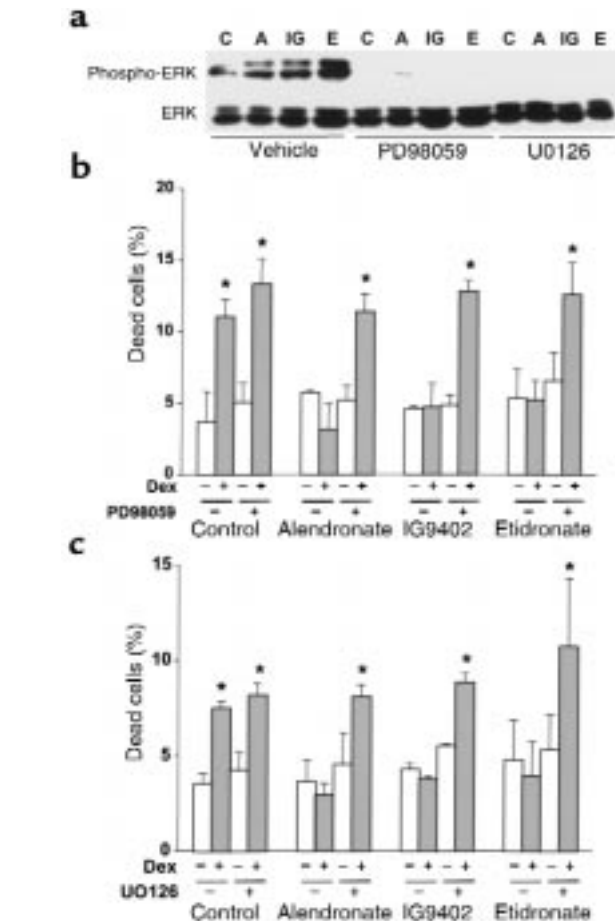 a
C A IG E C A IG E C A IG E
Phospho-ERK
ERK
Vehicle PD98059 U0126
b
20
15
10
5
0
Dead cells (%)
* * * * *
Dex – + – + – + – + – + – + – + – +
PD98059 – + – + – + – +
Control Alendronate IG9402 Etidronate
c
15
10
5
0
Dead cells (%)
* * * * *
Dex – + – + – + – + – + – + – + – +
UO126 – + – + – + – +
Control Alendronate IG9402 Etidronate